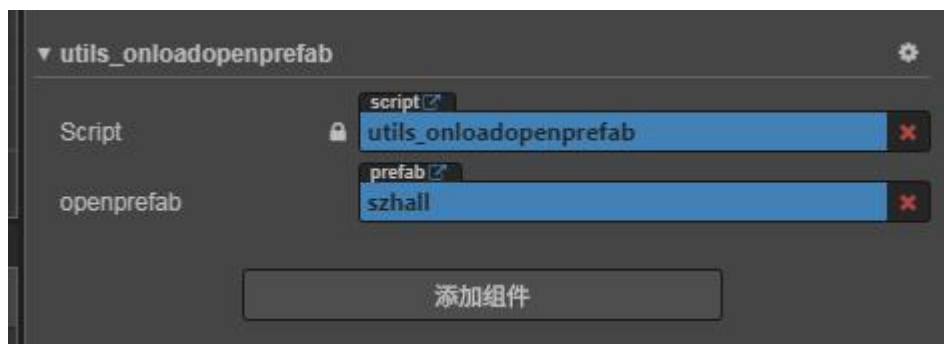 utils_onloadopenprefab
script
Script
utils_onloadopenprefab
prefab
openprefab
szhall
添加组件